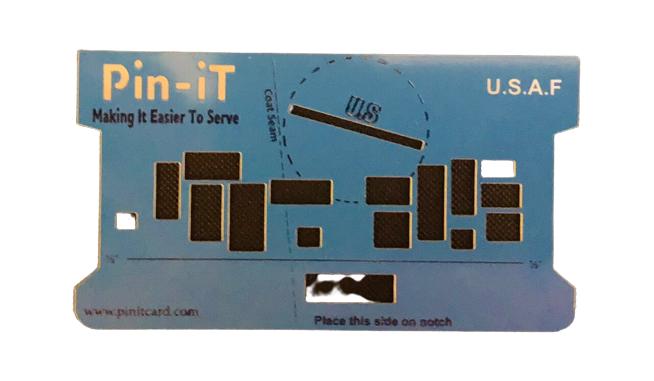 Pin-iT
Making It Easier To Serve
U.S.A.F
Coat Seam
U.S
½"
½"
www.pinitcard.com
Place this side on notch